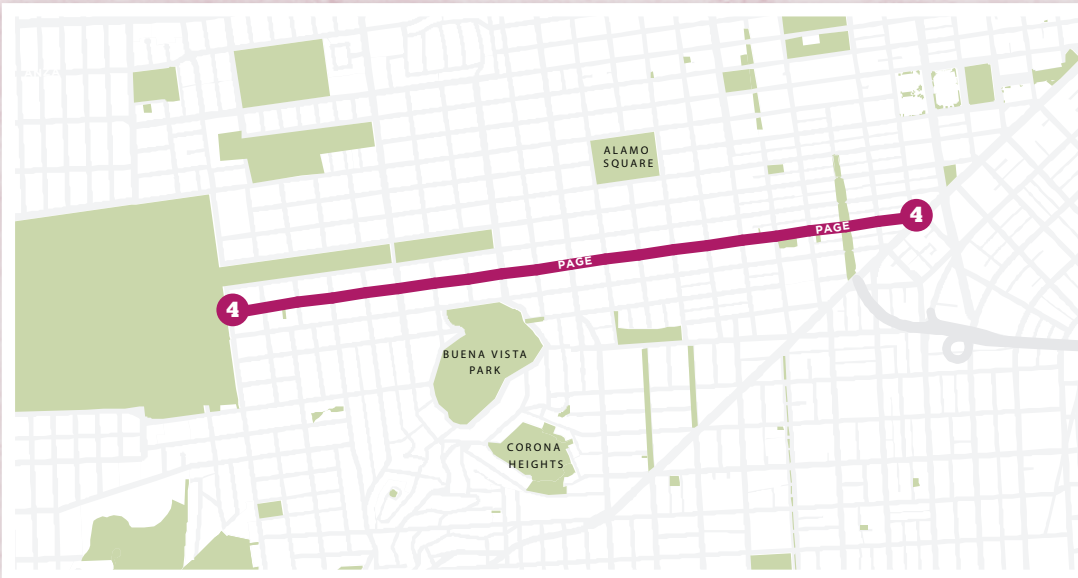 ALAMO
SQUARE
4
PAGE
PAGE
4
BUENA VISTA
PARK
CORONA
HEIGHTS